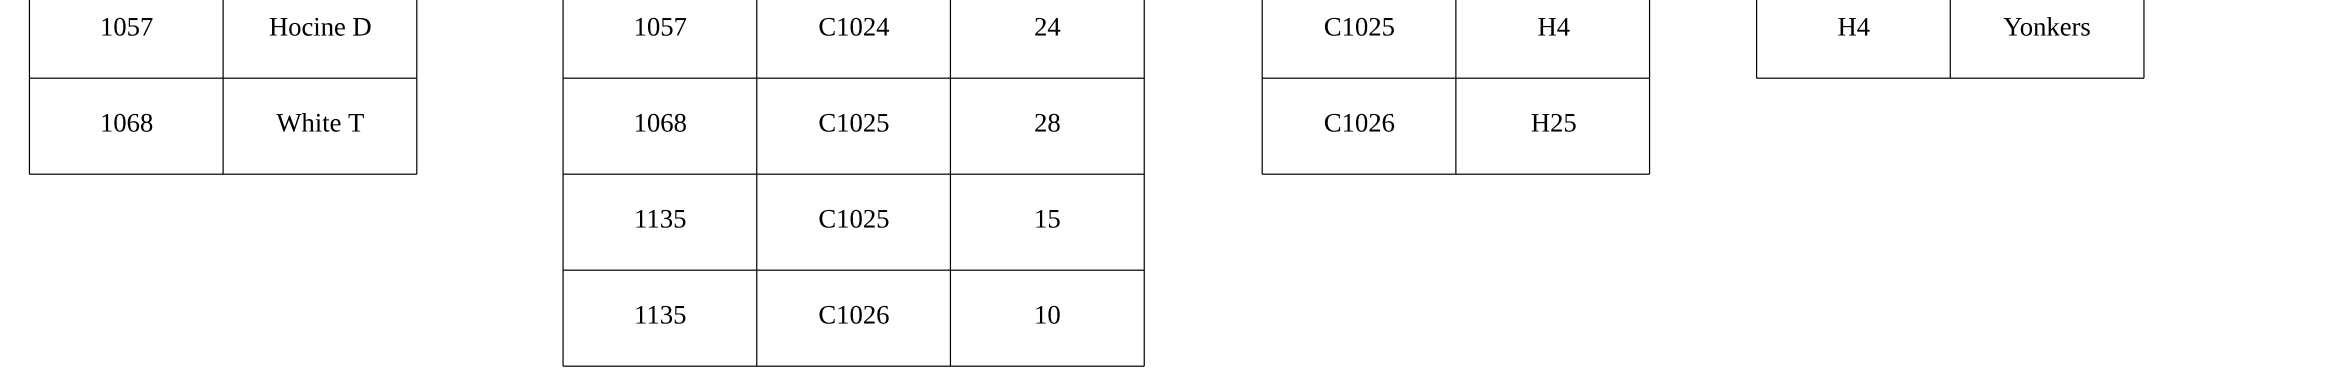 1057 Hocine D 1057 C1024 24 C1025 H4 H4 Yonkers
1068 White T 1068 C1025 28 C1026 H25
1135 C1025 15
1135 C1026 10